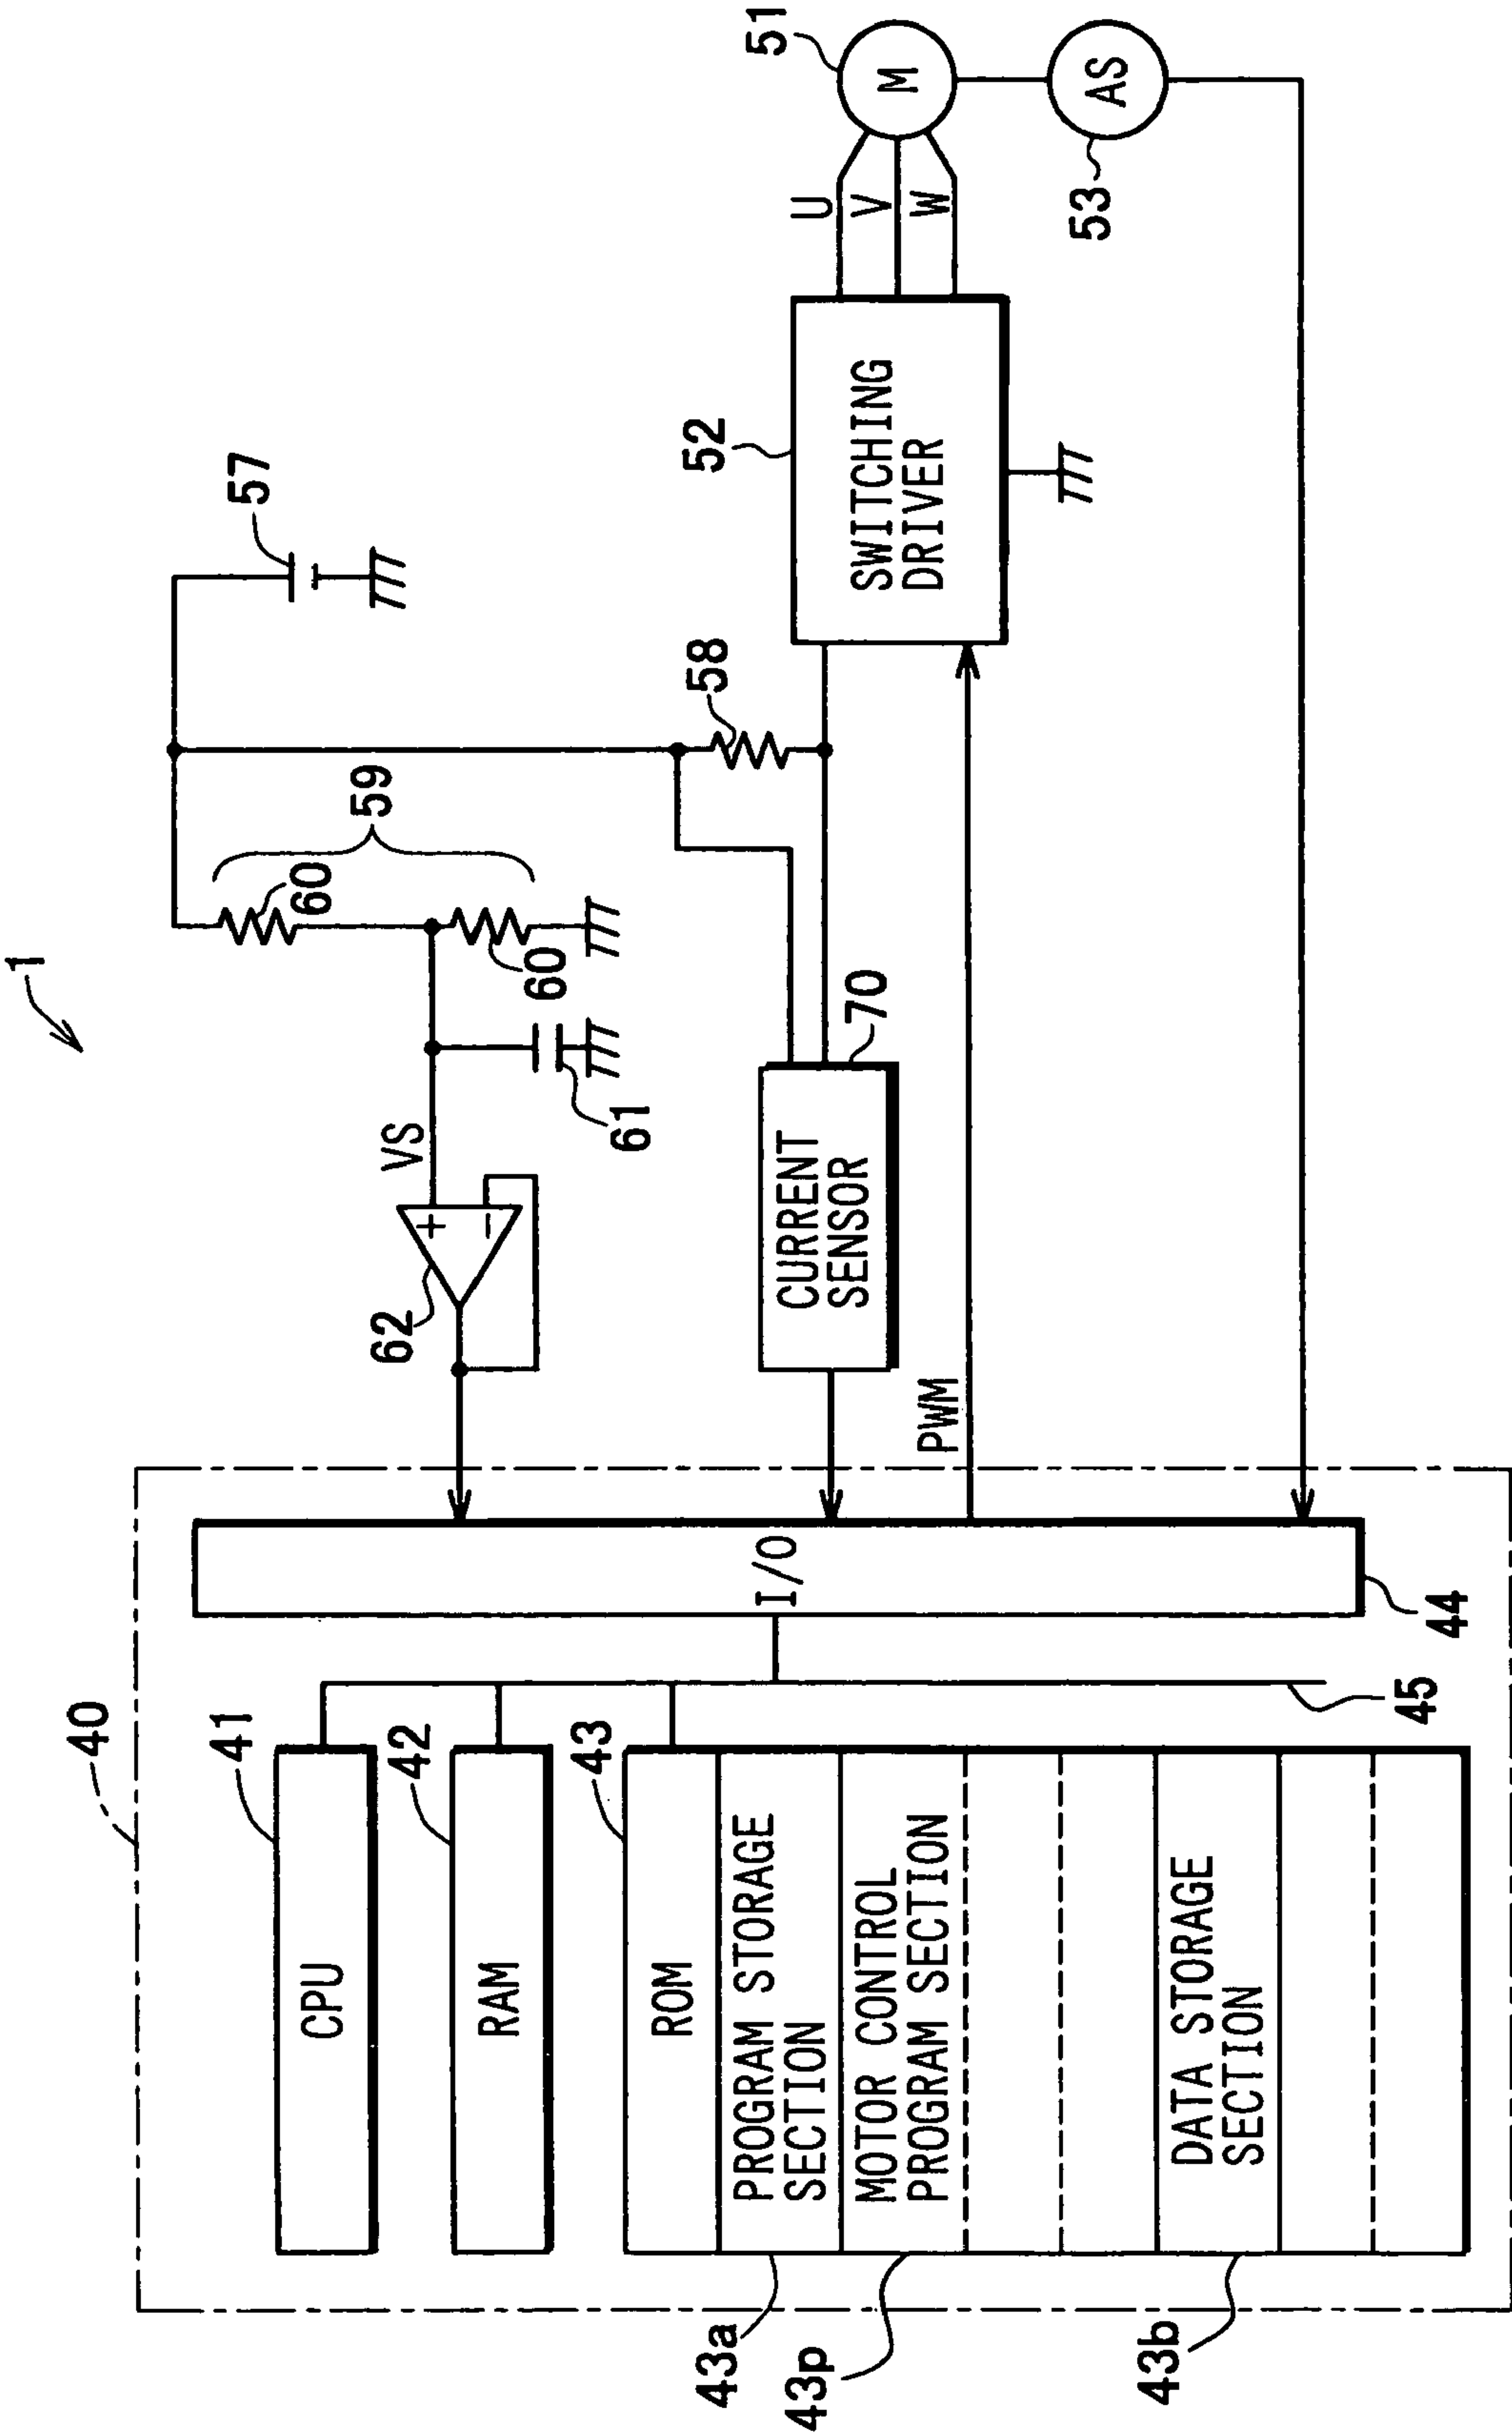 1
40
41
CPU
42
RAM
43
ROM
43a
PROGRAM STORAGE
SECTION
43p
MOTOR CONTROL
PROGRAM SECTION
43b
DATA STORAGE
SECTION
45
I/O
44
62
+
−
VS
61
60
60
59
57
58
CURRENT
SENSOR
70
PWM
52
SWITCHING
DRIVER
U
V
W
51
M
AS
53